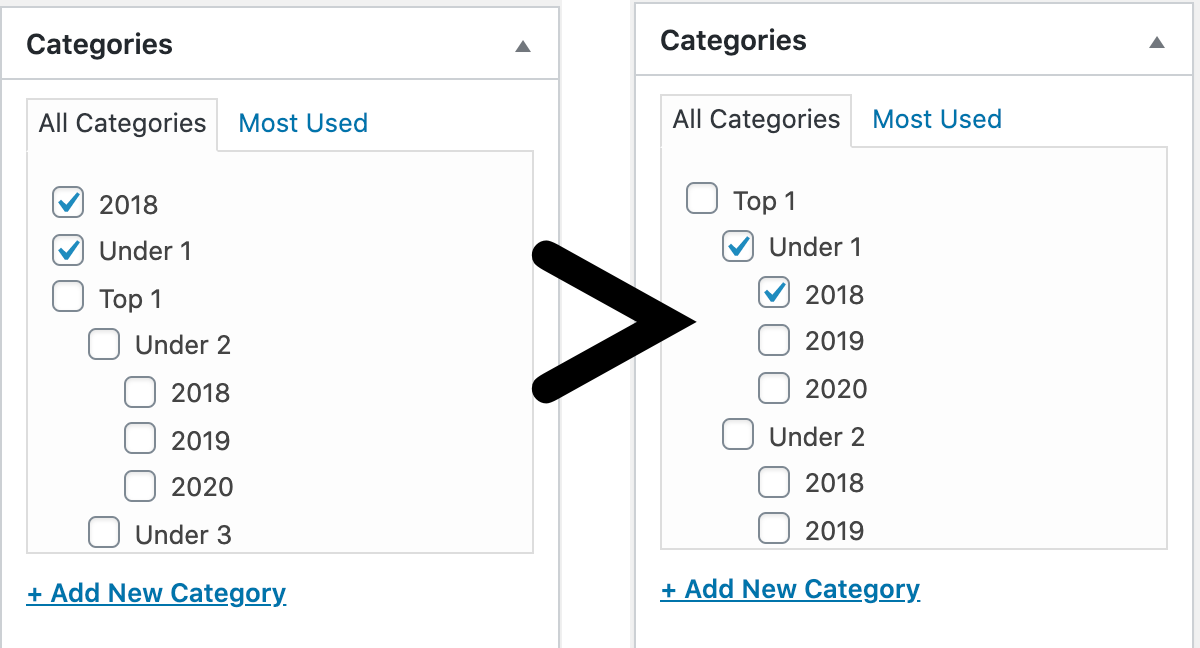 Categories
All Categories
Most Used
2018
Under 1
Top 1
Under 2
2018
2019
2020
Under 3
+ Add New Category
Categories
All Categories
Most Used
Top 1
Under 1
2018
2019
2020
Under 2
2018
2019
+ Add New Category